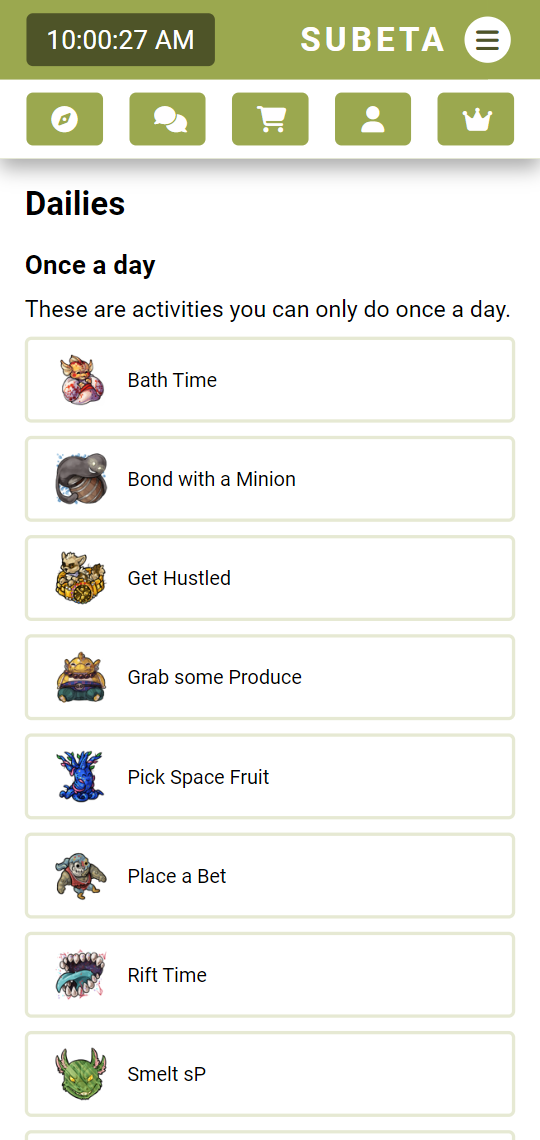 10:00:27 AM
SUBETA
Dailies
Once a day
These are activities you can only do once a day.
Bath Time
Bond with a Minion
Get Hustled
Grab some Produce
Pick Space Fruit
Place a Bet
Rift Time
Smelt sP